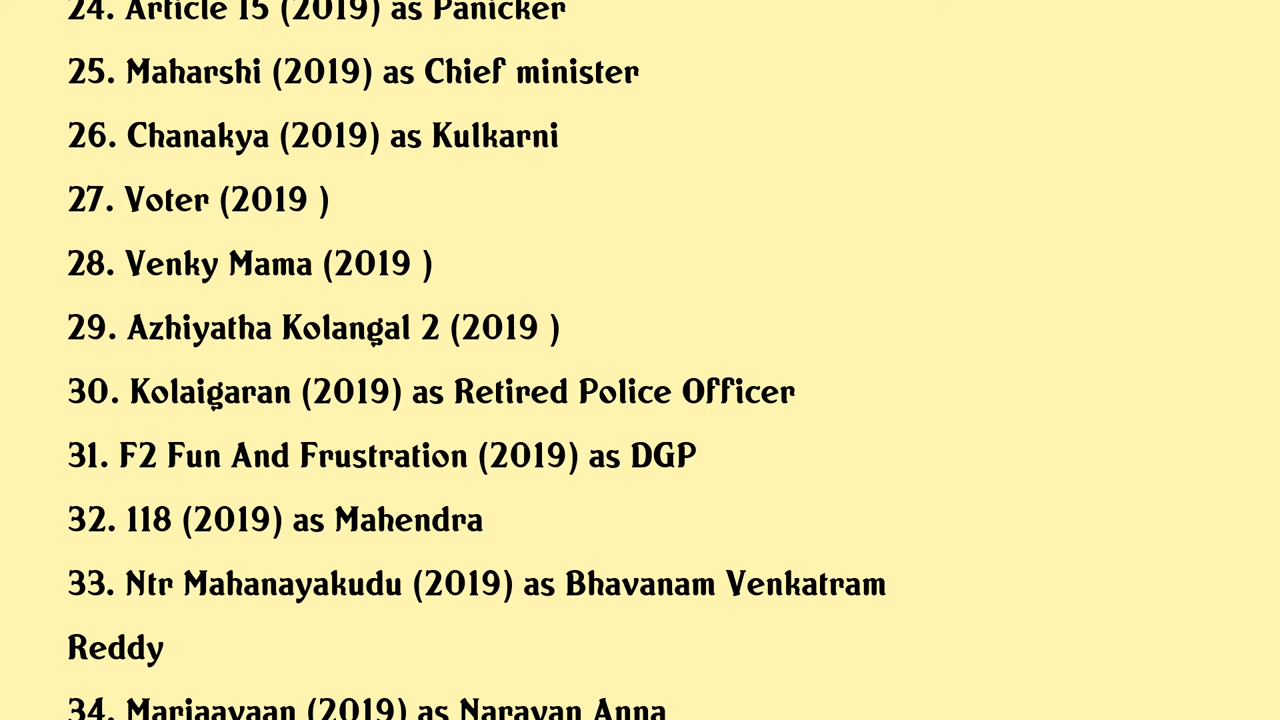 24. Article 15 (2019) as Panicker
25. Maharshi (2019) as Chief minister
26. Chanakya (2019) as Kulkarni
27. Voter (2019 )
28. Venky Mama (2019 )
29. Azhiyatha Kolangal 2 (2019 )
30. Kolaigaran (2019) as Retired Police Officer
31. F2 Fun And Frustration (2019) as DGP
32. 118 (2019) as Mahendra
33. Ntr Mahanayakudu (2019) as Bhavanam Venkatram
Reddy
34. Marjaavaan (2019) as Narayan Anna